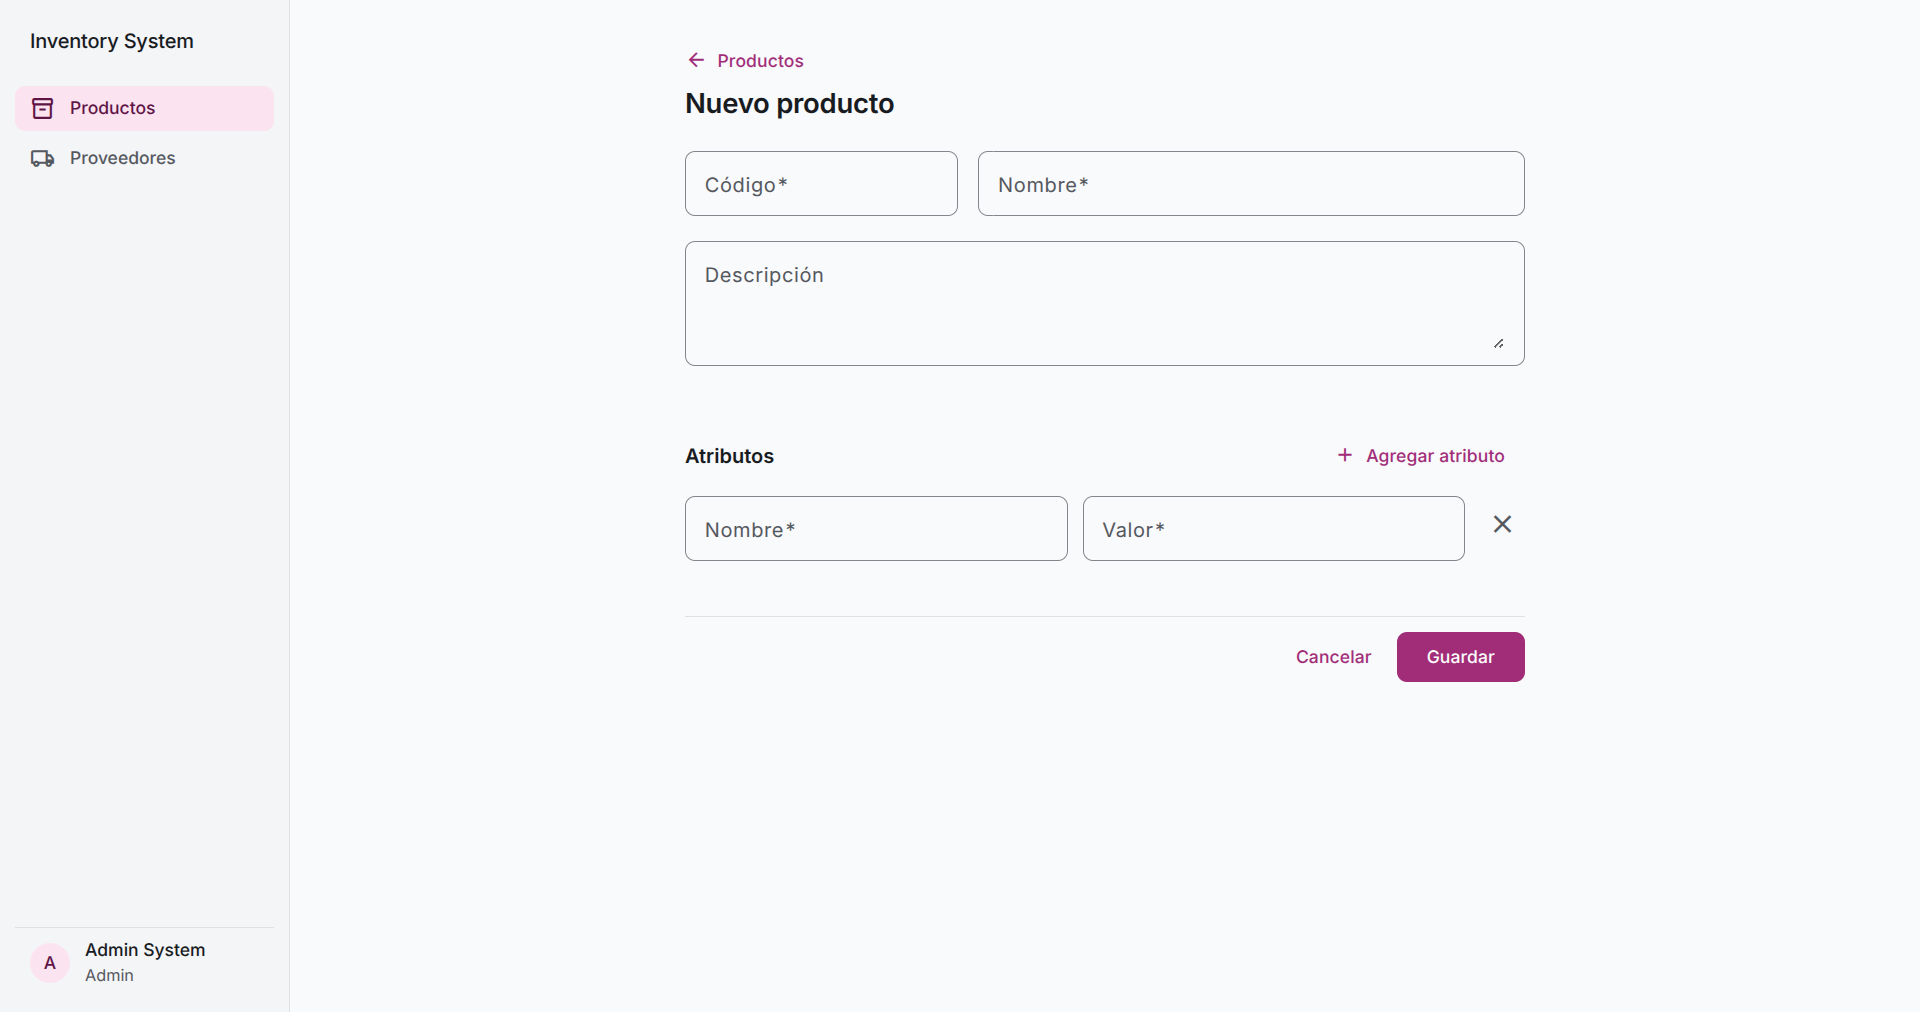 Inventory System
Productos
Proveedores
Admin System
A
Admin
Productos
Nuevo producto
Código*
Nombre*
Descripción
Atributos
Agregar atributo
Nombre*
Valor*
Cancelar
Guardar